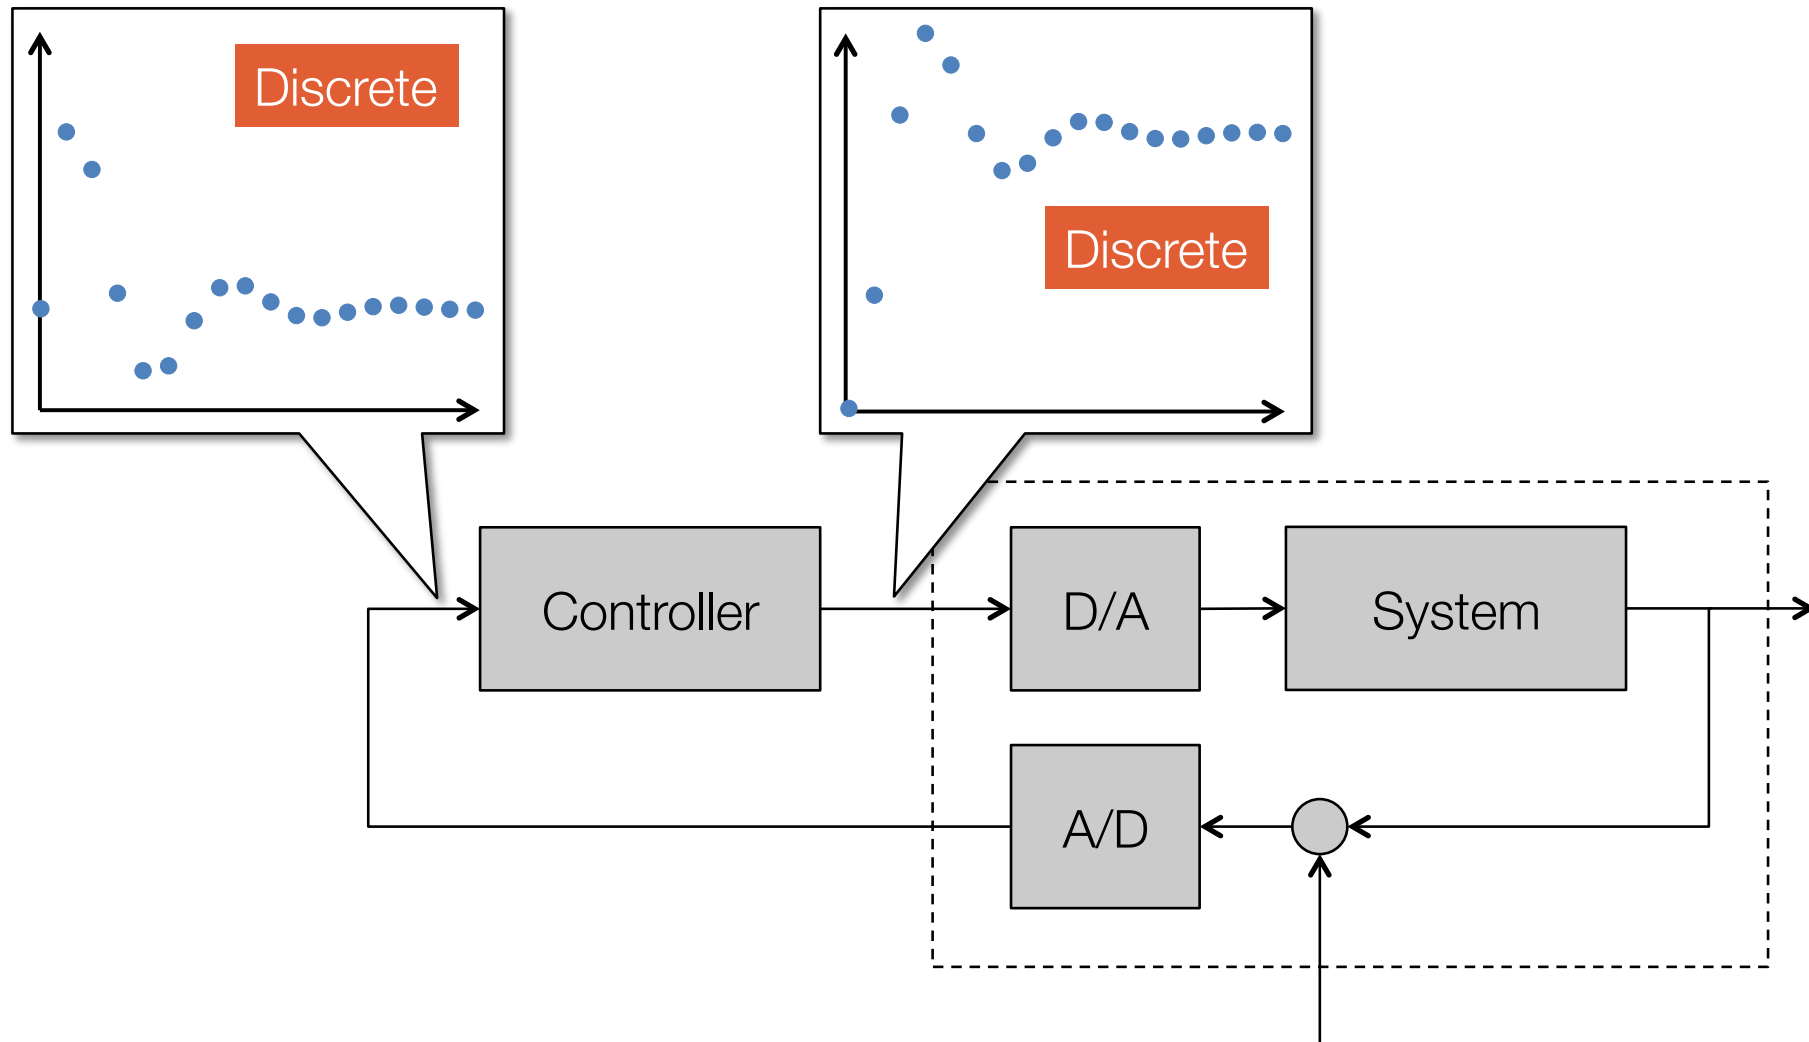 Discrete
Discrete
Controller
D/A
System
A/D